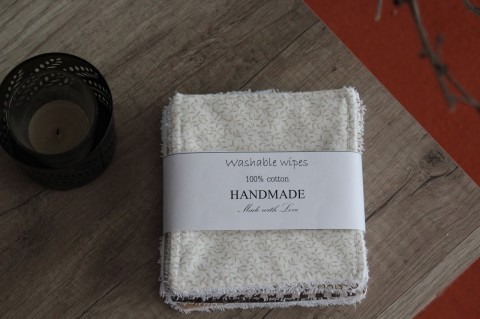 Washable wipes
100% cotton
HANDMADE
Made with Love